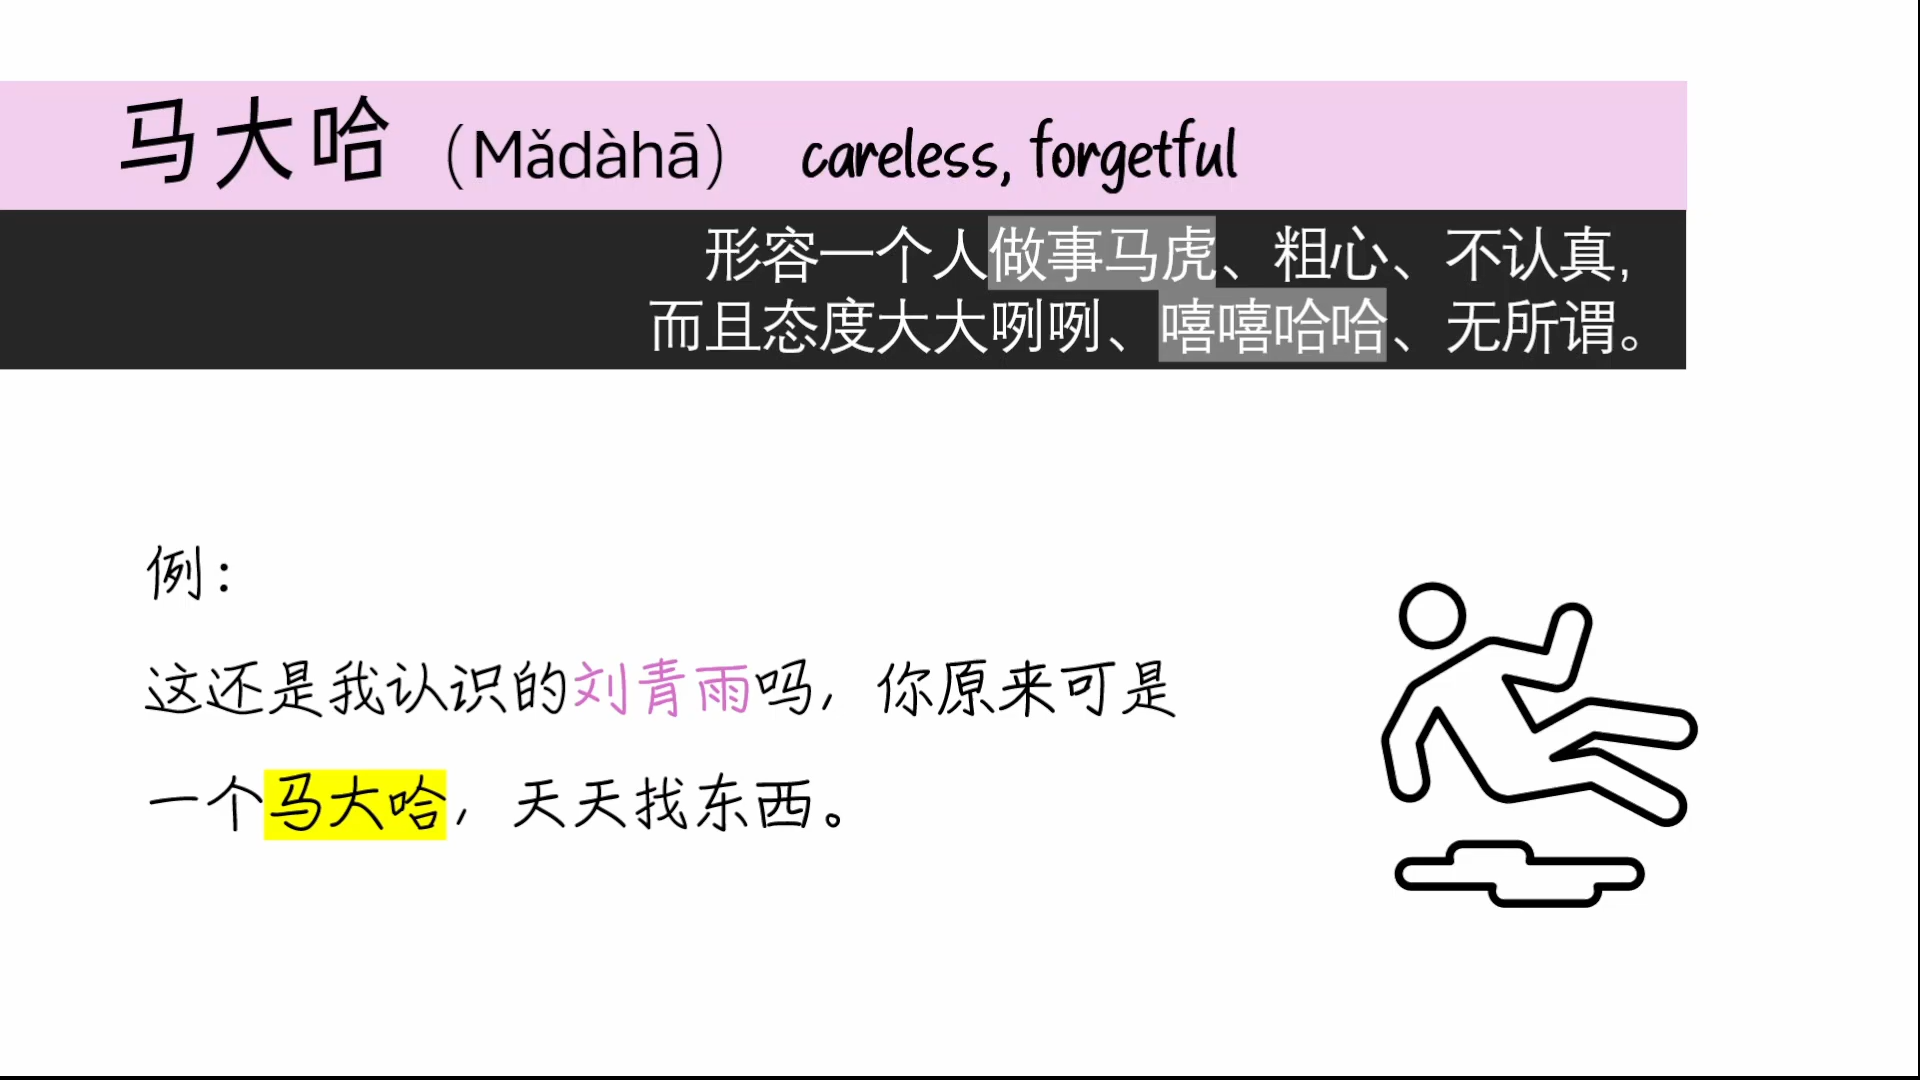 马大哈（Mǎdàhā） careless, forgetful
形容一个人做事马虎、粗心、不认真,
而且态度大大咧咧、嘻嘻哈哈、无所谓。
例：
这还是我认识的刘青雨吗，你原来可是
一个马大哈，天天找东西。